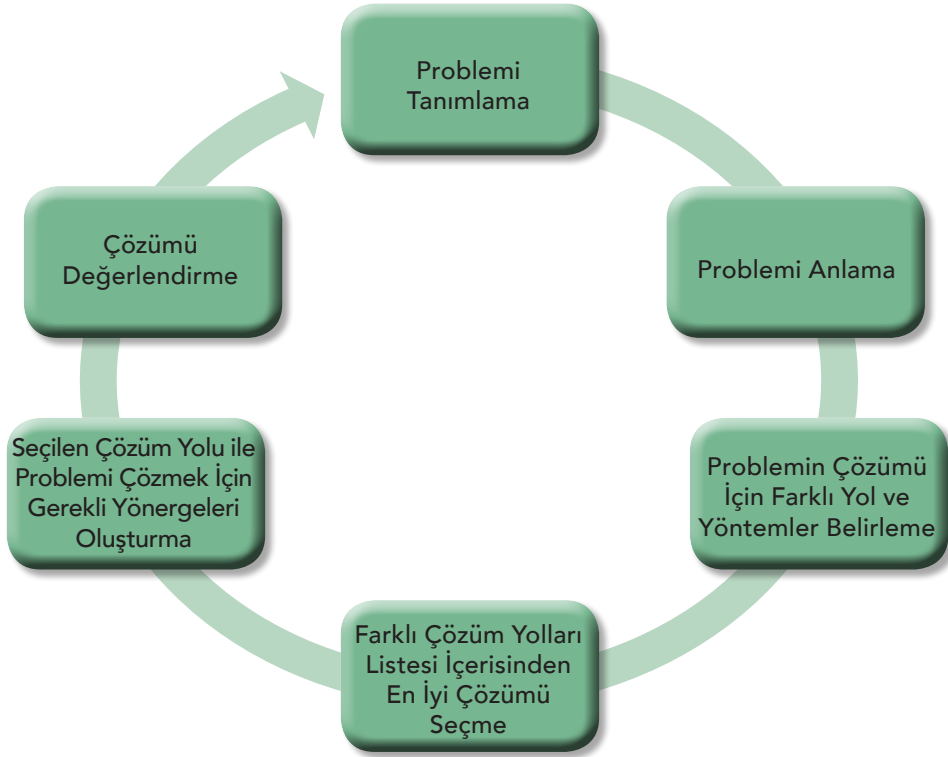 Problemi
Tanımlama
Problemi Anlama
Problemin Çözümü
İçin Farklı Yol ve
Yöntemler Belirleme
Farklı Çözüm Yolları
Listesi İçerisinden
En İyi Çözümü
Seçme
Seçilen Çözüm Yolu ile
Problemi Çözmek İçin
Gerekli Yönergeleri
Oluşturma
Çözümü
Değerlendirme